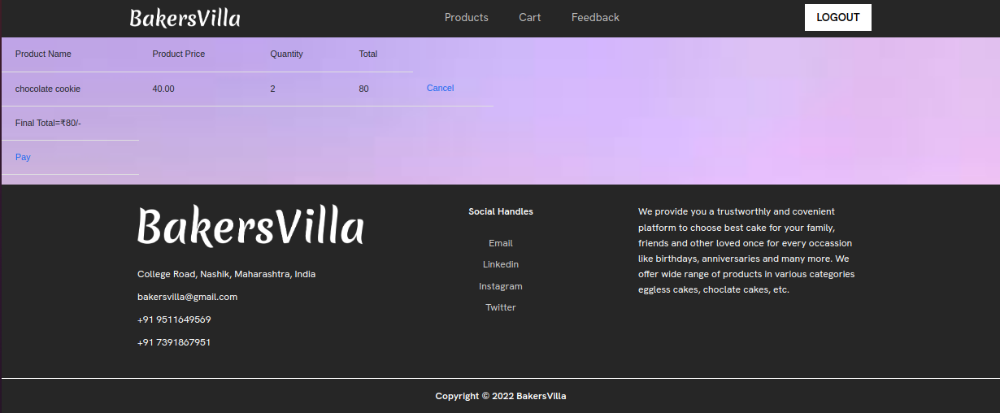 BakersVilla
Products Cart Feedback
LOGOUT
Product Name Product Price Quantity Total
chocolate cookie 40.00 2 80 Cancel
Final Total=₹80/-
Pay
BakersVilla
College Road, Nashik, Maharashtra, India
bakersvilla@gmail.com
+91 9511649569
+91 7391867951
Social Handles
Email
Linkedin
Instagram
Twitter
We provide you a trustworthy and covenient
platform to choose best cake for your family,
friends and other loved once for every occassion
like birthdays, anniversaries and many more. We
offer wide range of products in various categories
eggless cakes, choclate cakes, etc.
Copyright © 2022 BakersVilla